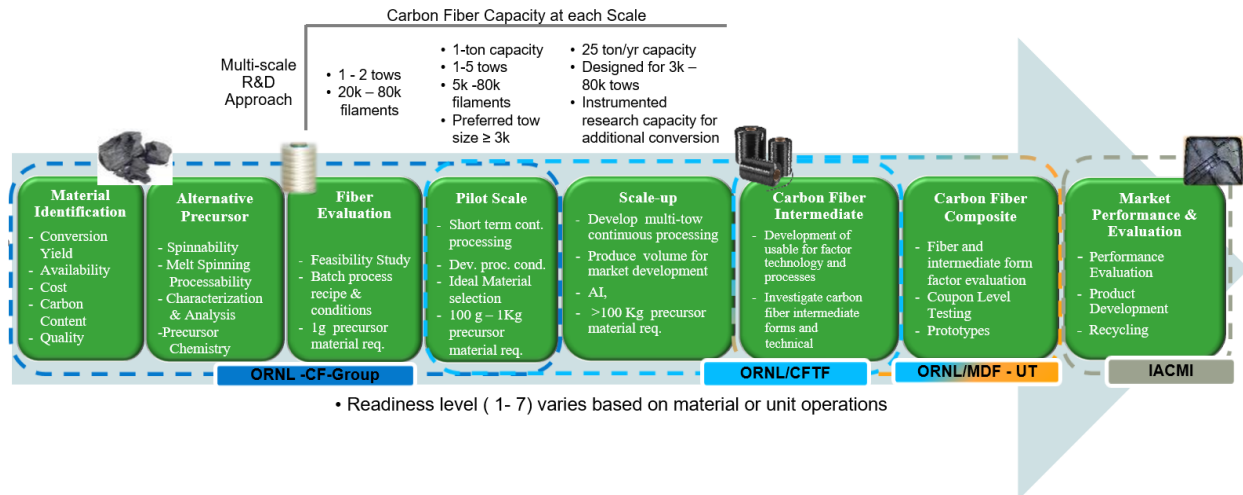 Carbon Fiber Capacity at each Scale
Multi-scale
R&D
Approach
• 1 - 2 tows
• 20k – 80k
filaments
• 1-ton capacity
• 1-5 tows
• 5k -80k
filaments
• Preferred tow
size ≥ 3k
• 25 ton/yr capacity
• Designed for 3k –
80k tows
• Instrumented
research capacity for
additional conversion
Material
Identification
- Conversion
Yield
- Availability
- Cost
- Carbon
Content
- Quality
Alternative
Precursor
- Spinnability
- Melt Spinning
Processability
- Characterization
& Analysis
-Precursor
Chemistry
Fiber
Evaluation
- Feasibility Study
- Batch process
recipe &
conditions
- 1g precursor
material req.
Pilot Scale
- Short term cont.
processing
- Dev. proc. cond.
- Ideal Material
selection
- 100 g – 1Kg
precursor
material req.
Scale-up
- Develop multi-tow
continuous processing
- Produce volume for
market development
- AI,
- >100 Kg precursor
material req.
Carbon Fiber
Intermediate
- Development of
usable for factor
technology and
processes
- Investigate carbon
fiber intermediate
forms and
technical
Carbon Fiber
Composite
- Fiber and
intermediate form
factor evaluation
- Coupon Level
Testing
- Prototypes
Market
Performance &
Evaluation
- Performance
Evaluation
- Product
Development
- Recycling
ORNL -CF-Group
ORNL/CFTF
ORNL/MDF - UT
IACMI
• Readiness level ( 1- 7) varies based on material or unit operations